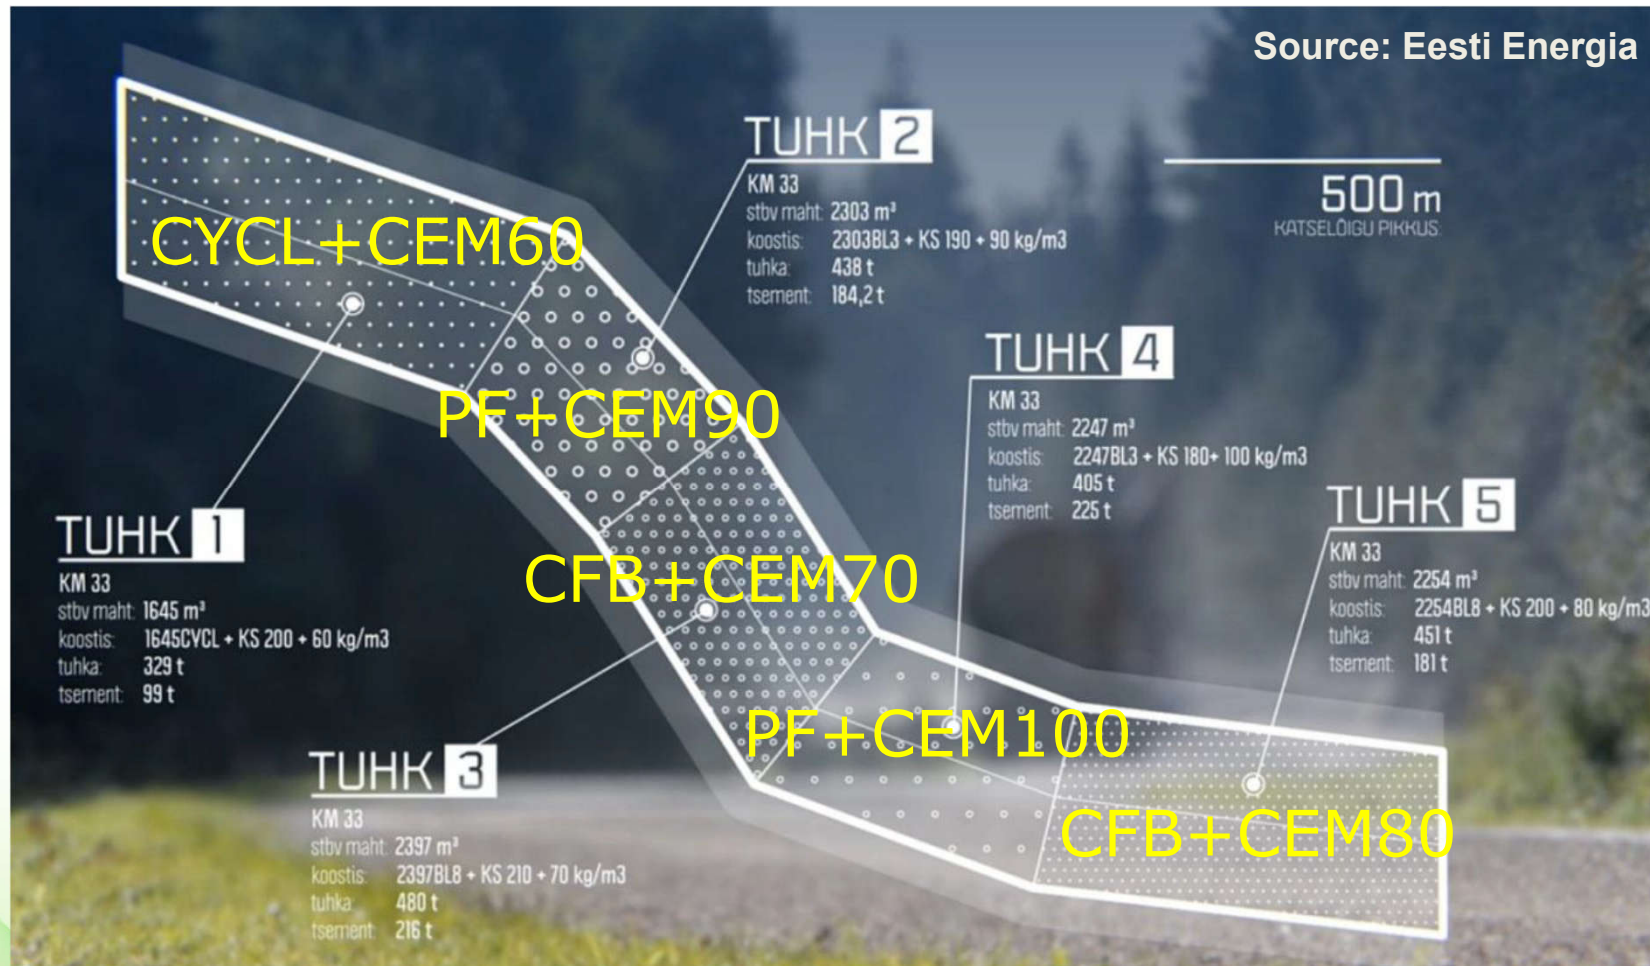 Source: Eesti Energia
500 m
KATSELÕIGU PIKKUS:
CYCL+CEM60
PF+CEM90
CFB+CEM70
PF+CEM100
CFB+CEM80
TUHK 1
KM 33
stbv maht: 1645 m³
koostis: 1645CYCL + KS 200 + 60 kg/m3
tuhka: 329 t
tsement: 99 t
TUHK 2
KM 33
stbv maht: 2303 m³
koostis: 2303BL3 + KS 190 + 90 kg/m3
tuhka: 438 t
tsement: 184,2 t
TUHK 3
KM 33
stbv maht: 2397 m³
koostis: 2397BL8 + KS 210 + 70 kg/m3
tuhka: 480 t
tsement: 216 t
TUHK 4
KM 33
stbv maht: 2247 m³
koostis: 2247BL3 + KS 180+ 100 kg/m3
tuhka: 405 t
tsement: 225 t
TUHK 5
KM 33
stbv maht: 2254 m³
koostis: 2254BL8 + KS 200 + 80 kg/m3
tuhka: 451 t
tsement: 181 t